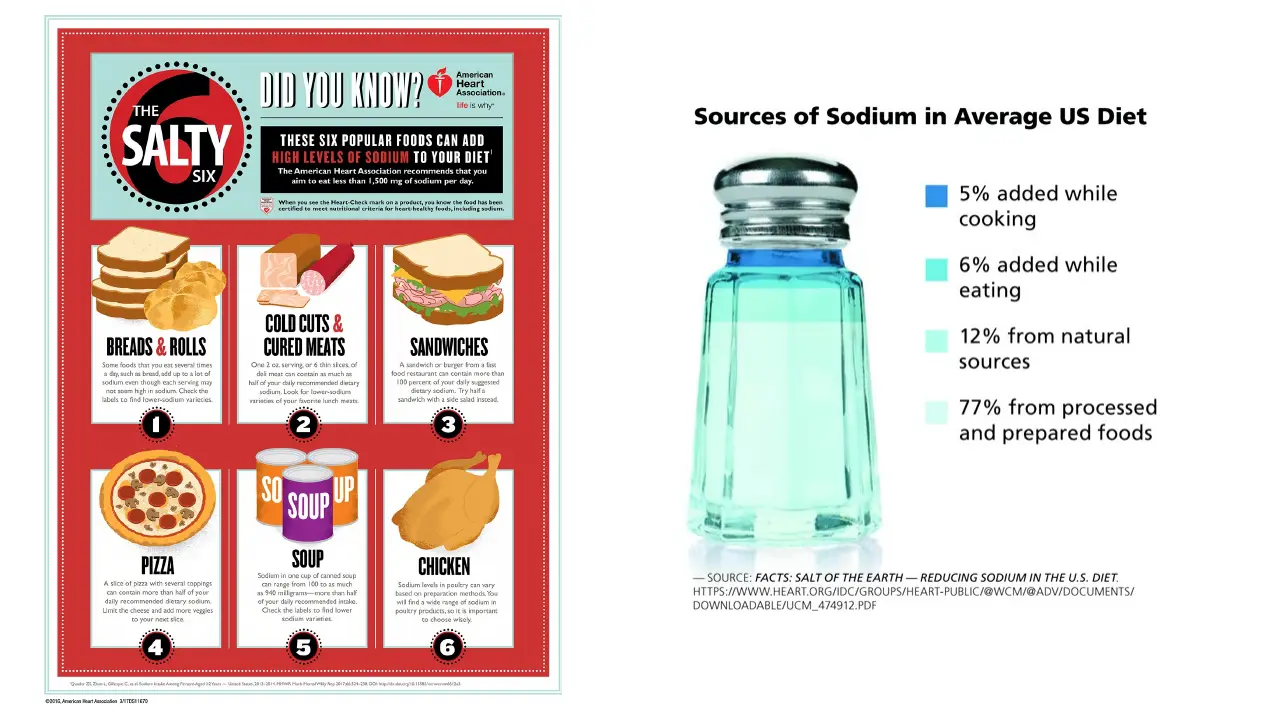 THE
SALTY
SIX
DID YOU KNOW?
American
Heart
Association®
life is why®
THESE SIX POPULAR FOODS CAN ADD
HIGH LEVELS OF SODIUM TO YOUR DIET¹
The American Heart Association recommends that you
aim to eat less than 1,500 mg of sodium per day.
When you see the Heart-Check mark on a product, you know the food has been
certified to meet nutritional criteria for heart-healthy foods, including sodium.
BREADS & ROLLS
Some foods that you eat several times
a day, such as bread, add up to a lot of
sodium even though each serving may
not seem high in sodium. Check the
labels to find lower-sodium varieties.
1
COLD CUTS &
CURED MEATS
One 2 oz. serving, or 6 thin slices, of
deli meat can contain as much as
half of your daily recommended dietary
sodium. Look for lower-sodium
varieties of your favorite lunch meats.
2
SANDWICHES
A sandwich or burger from a fast
food restaurant can contain more than
100 percent of your daily suggested
dietary sodium. Try half a
sandwich with a side salad instead.
3
PIZZA
A slice of pizza with several toppings
can contain more than half of your
daily recommended dietary sodium.
Limit the cheese and add more veggies
to your next slice.
4
SO UP
SOUP
SOUP
Sodium in one cup of canned soup
can range from 100 to as much
as 940 milligrams—more than half
of your daily recommended intake.
Check the labels to find lower
sodium varieties.
5
CHICKEN
Sodium levels in poultry can vary
based on preparation methods. You
will find a wide range of sodium in
poultry products, so it is important
to choose wisely.
6
©2016, American Heart Association
Sources of Sodium in Average US Diet
5% added while
cooking
6% added while
eating
12% from natural
sources
77% from processed
and prepared foods
— SOURCE: FACTS: SALT OF THE EARTH — REDUCING SODIUM IN THE U.S. DIET.
HTTPS://WWW.HEART.ORG/IDC/GROUPS/HEART-PUBLIC/@WCM/@ADV/DOCUMENTS/
DOWNLOADABLE/UCM_474912.PDF